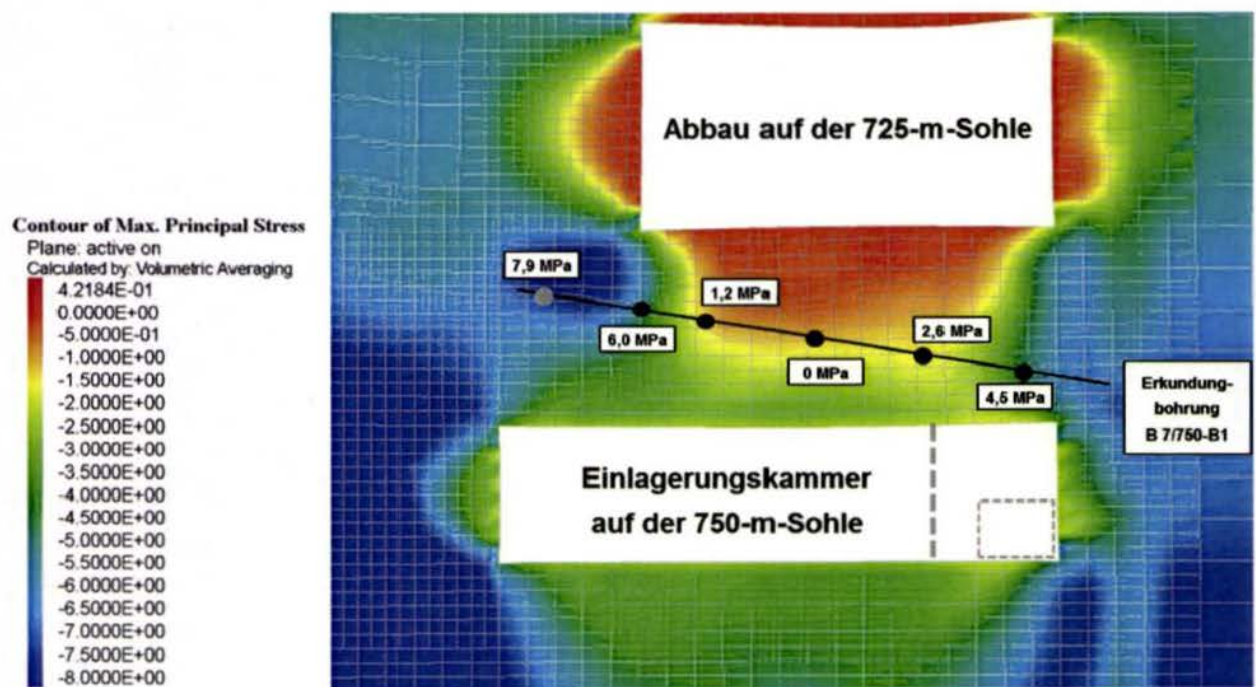 Abbau auf der 725-m-Sohle
Contour of Max. Principal Stress
Plane: active on
Calculated by: Volumetric Averaging
4.2184E-01
0.0000E+00
-5.0000E-01
-1.0000E+00
-1.5000E+00
-2.0000E+00
-2.5000E+00
-3.0000E+00
-3.5000E+00
-4.0000E+00
-4.5000E+00
-5.0000E+00
-5.5000E+00
-6.0000E+00
-6.5000E+00
-7.0000E+00
-7.5000E+00
-8.0000E+00
7,9 MPa
1,2 MPa
6,0 MPa
2,6 MPa
0 MPa
4,5 MPa
Erkundung-
bohrung
B 7/750-B1
Einlagerungskammer
auf der 750-m-Sohle